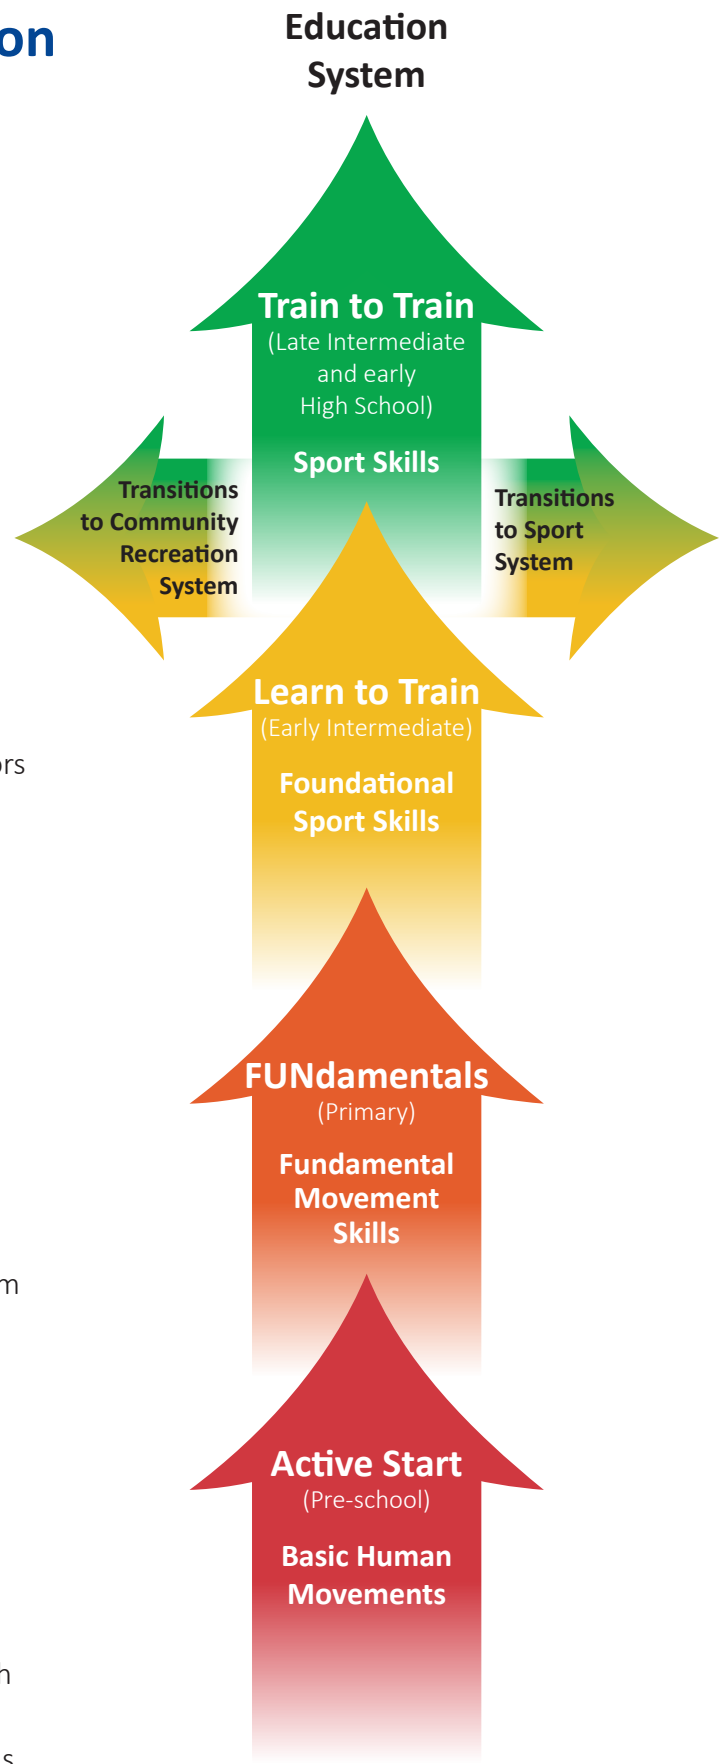 on
Education
System
Train to Train
(Late Intermediate
and early
High School)
Sport Skills
Transitions
to Community
Recreation
System
Transitions
to Sport
System
Learn to Train
(Early Intermediate)
ors
Foundational
Sport Skills
FUNdamentals
(Primary)
Fundamental
Movement
Skills
m
Active Start
(Pre-school)
Basic Human
Movements
h
s